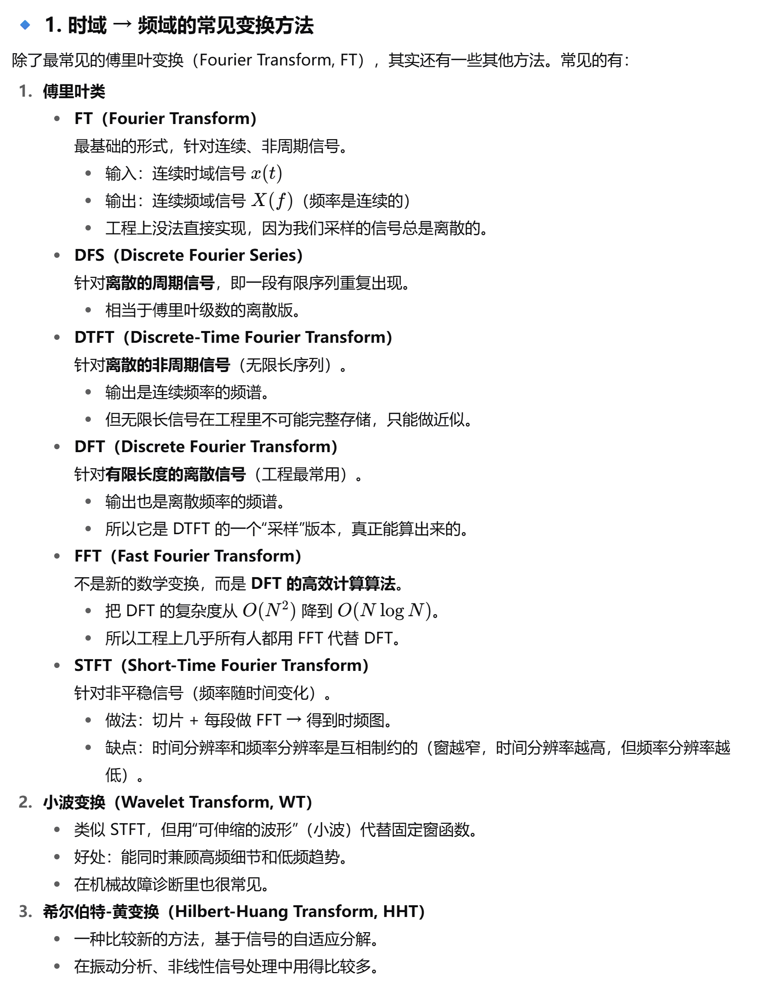 1. 时域 → 频域的常见变换方法
除了最常见的傅里叶变换（Fourier Transform, FT），其实还有一些其他方法。常见的有：
1. 傅里叶类
• FT（Fourier Transform）
最基础的形式，针对连续、非周期信号。
• 输入：连续时域信号 x(t)
• 输出：连续频域信号 X(f)（频率是连续的）
• 工程上没法直接实现，因为我们采样的信号总是离散的。
• DFS（Discrete Fourier Series）
针对离散的周期信号，即一段有限序列重复出现。
• 相当于傅里叶级数的离散版。
• DTFT（Discrete-Time Fourier Transform）
针对离散的非周期信号（无限长序列）。
• 输出是连续频率的频谱。
• 但无限长信号在工程里不可能完整存储，只能做近似。
• DFT（Discrete Fourier Transform）
针对有限长度的离散信号（工程最常用）。
• 输出也是离散频率的频谱。
• 所以它是 DTFT 的一个“采样”版本，真正能算出来的。
• FFT（Fast Fourier Transform）
不是新的数学变换，而是 DFT 的高效计算算法。
• 把 DFT 的复杂度从 O(N²) 降到 O(N log N)。
• 所以工程上几乎所有人都用 FFT 代替 DFT。
• STFT（Short-Time Fourier Transform）
针对非平稳信号（频率随时间变化）。
• 做法：切片 + 每段做 FFT → 得到时频图。
• 缺点：时间分辨率和频率分辨率是互相制约的（窗越窄，时间分辨率越高，但频率分辨率越
低）。
2. 小波变换（Wavelet Transform, WT）
• 类似 STFT，但用“可伸缩的波形”（小波）代替固定窗函数。
• 好处：能同时兼顾高频细节和低频趋势。
• 在机械故障诊断里也很常见。
3. 希尔伯特-黄变换（Hilbert-Huang Transform, HHT）
• 一种比较新的方法，基于信号的自适应分解。
• 在振动分析、非线性信号处理中用得比较多。